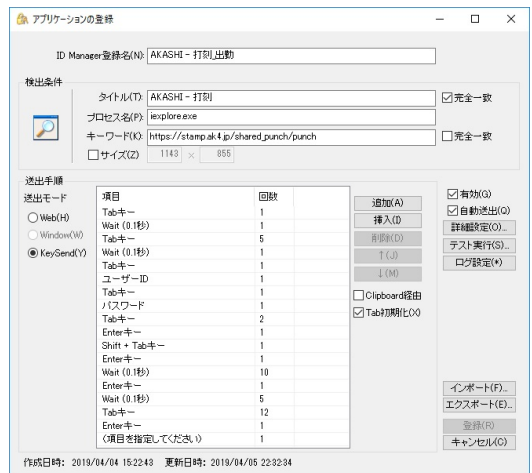 アプリケーションの登録
ID Manager登録名(N): AKASHI - 打刻_出勤
検出条件
タイトル(T): AKASHI - 打刻 完全一致
プロセス名(P): iexplore.exe
キーワード(K): https://stamp.ak4.jp/shared_punch/punch 完全一致
サイズ(Z) 1143 × 855
送出手順
送出モード
Web(H)
Window(W)
KeySend(Y)
項目 回数
Tabキー 1
Wait (0.1秒) 1
Tabキー 5
Wait (0.1秒) 1
Tabキー 1
ユーザーID 1
Tabキー 1
パスワード 1
Tabキー 2
Enterキー 1
Shift + Tabキー 1
Enterキー 1
Wait (0.1秒) 10
Enterキー 1
Wait (0.1秒) 5
Tabキー 12
Enterキー 1
(項目を指定してください) 1
追加(A)
挿入(I)
削除(D)
↑(J)
↓(M)
Clipboard経由
Tab初期化(X)
有効(G)
自動送出(Q)
詳細設定(O)...
テスト実行(S)...
ログ設定(*)
インポート(F)...
エクスポート(E)...
登録(R)
キャンセル(C)
作成日時: 2019/04/04 15:22:43 更新日時: 2019/04/05 22:32:34